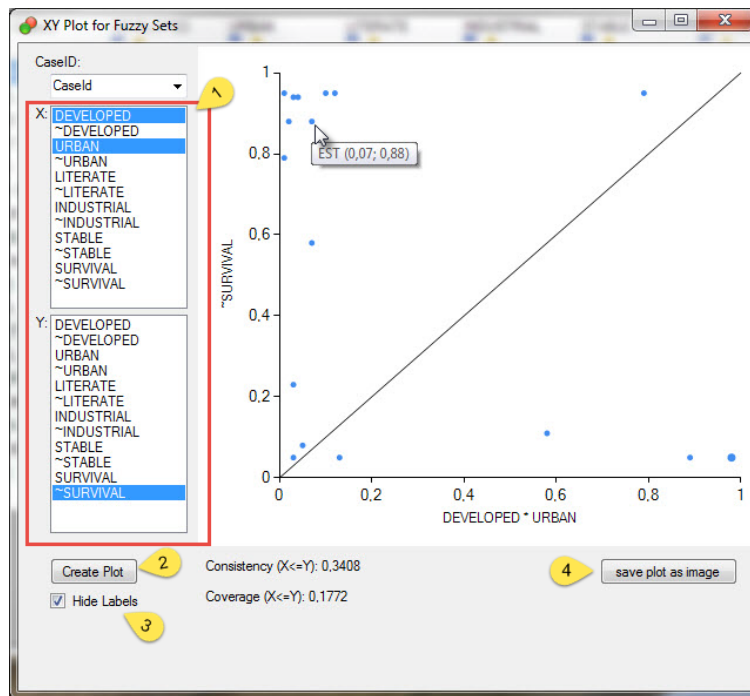 XY Plot for Fuzzy Sets
CaseID:
CaseId
1
X:
DEVELOPED
~DEVELOPED
URBAN
~URBAN
LITERATE
~LITERATE
INDUSTRIAL
~INDUSTRIAL
STABLE
~STABLE
SURVIVAL
~SURVIVAL
Y:
DEVELOPED
~DEVELOPED
URBAN
~URBAN
LITERATE
~LITERATE
INDUSTRIAL
~INDUSTRIAL
STABLE
~STABLE
SURVIVAL
~SURVIVAL
1
0,8
0,6
0,4
0,2
0
~SURVIVAL
EST (0,07; 0,88)
0 0,2 0,4 0,6 0,8 1
DEVELOPED * URBAN
Create Plot
2
Consistency (X<=Y): 0,3408
4
save plot as image
Hide Labels
3
Coverage (X<=Y): 0,1772